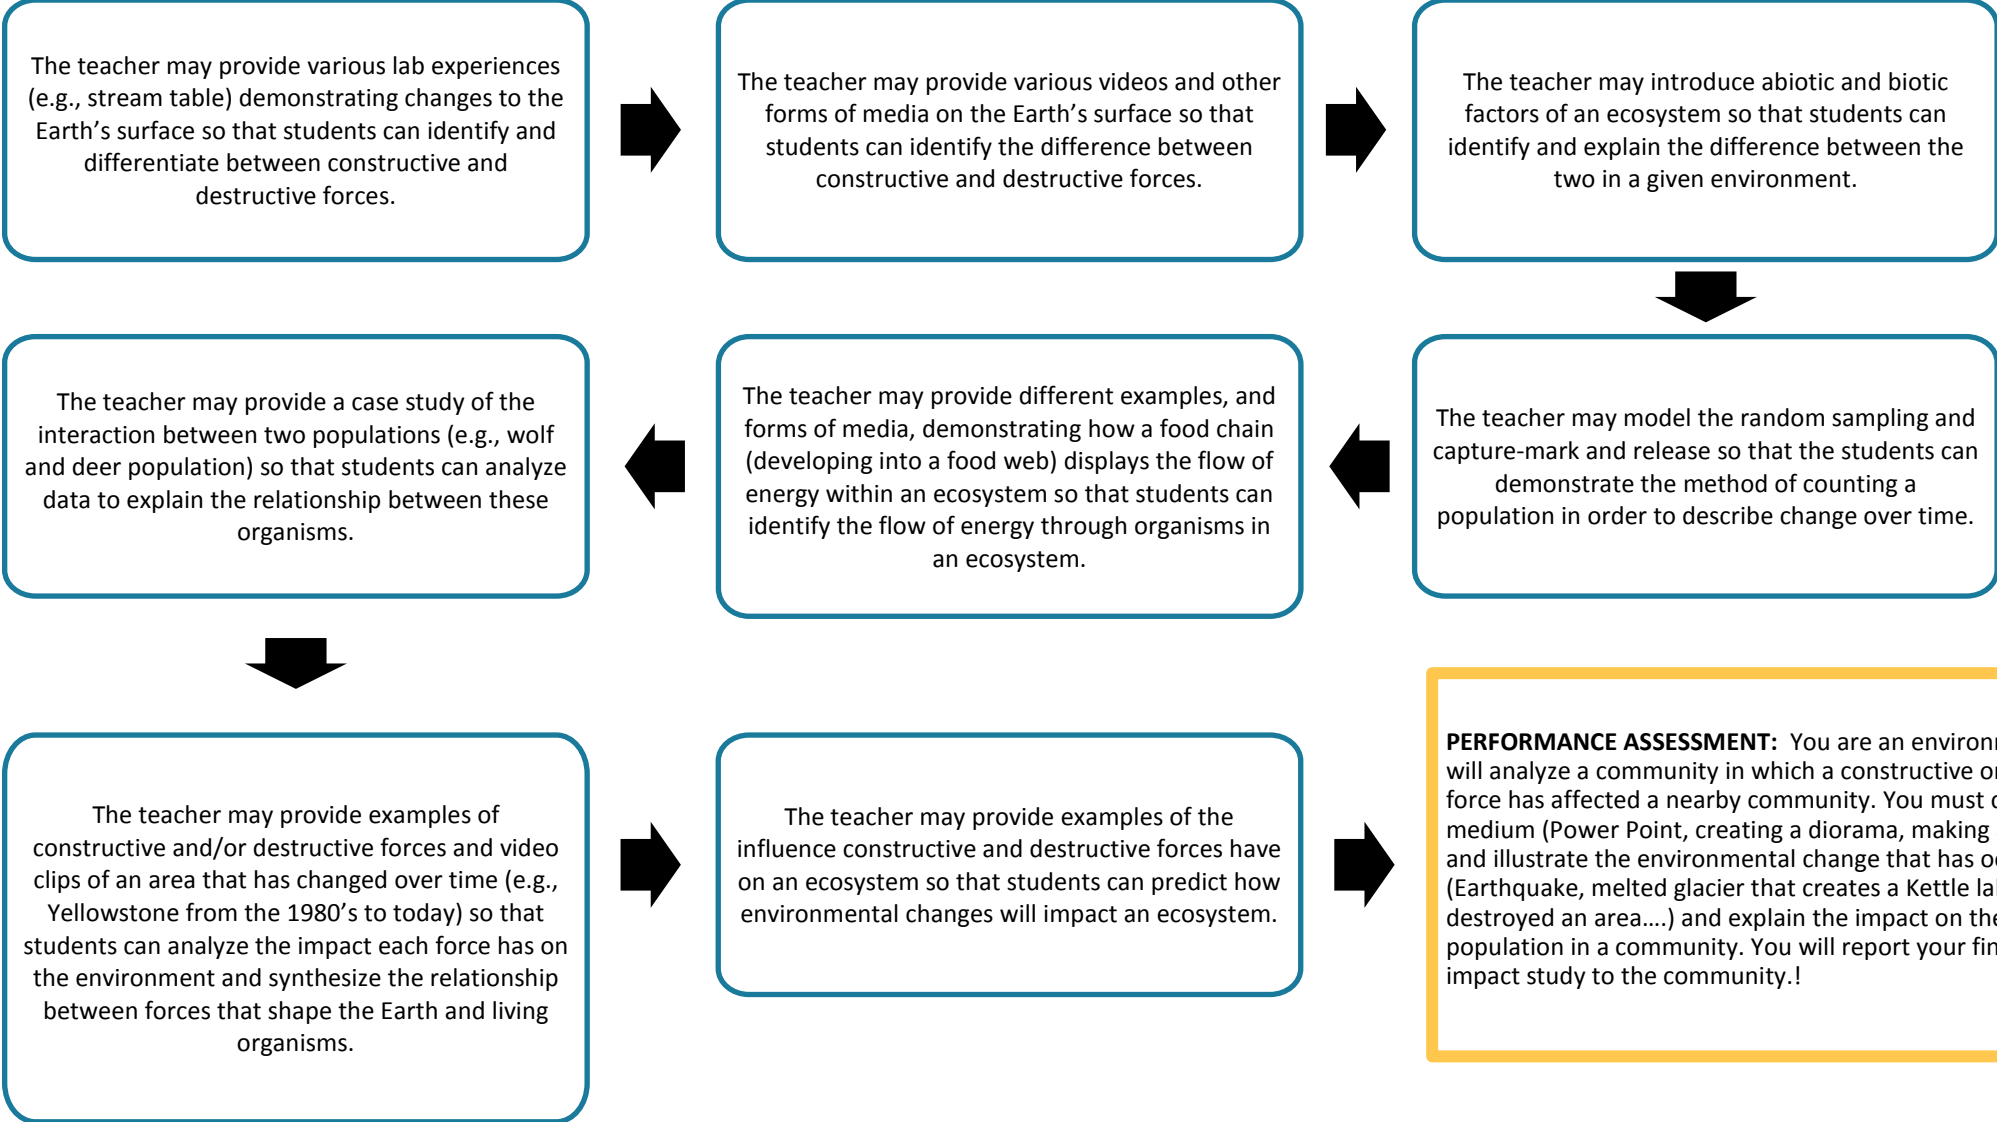 The teacher may provide various lab experiences
(e.g., stream table) demonstrating changes to the
Earth’s surface so that students can identify and
differentiate between constructive and
destructive forces.
The teacher may provide various videos and other
forms of media on the Earth’s surface so that
students can identify the difference between
constructive and destructive forces.
The teacher may introduce abiotic and biotic
factors of an ecosystem so that students can
identify and explain the difference between the
two in a given environment.
The teacher may model the random sampling and
capture-mark and release so that the students can
demonstrate the method of counting a
population in order to describe change over time.
The teacher may provide different examples, and
forms of media, demonstrating how a food chain
(developing into a food web) displays the flow of
energy within an ecosystem so that students can
identify the flow of energy through organisms in
an ecosystem.
The teacher may provide a case study of the
interaction between two populations (e.g., wolf
and deer population) so that students can analyze
data to explain the relationship between these
organisms.
The teacher may provide examples of
constructive and/or destructive forces and video
clips of an area that has changed over time (e.g.,
Yellowstone from the 1980’s to today) so that
students can analyze the impact each force has on
the environment and synthesize the relationship
between forces that shape the Earth and living
organisms.
The teacher may provide examples of the
influence constructive and destructive forces have
on an ecosystem so that students can predict how
environmental changes will impact an ecosystem.
PERFORMANCE ASSESSMENT: You are an
will analyze a community in which a constructive
force has affected a nearby community. You must
medium (Power Point, creating a diorama, making
and illustrate the environmental change that has
(Earthquake, melted glacier that creates a Kettle
destroyed an area....) and explain the impact on
population in a community. You will report your
impact study to the community.!